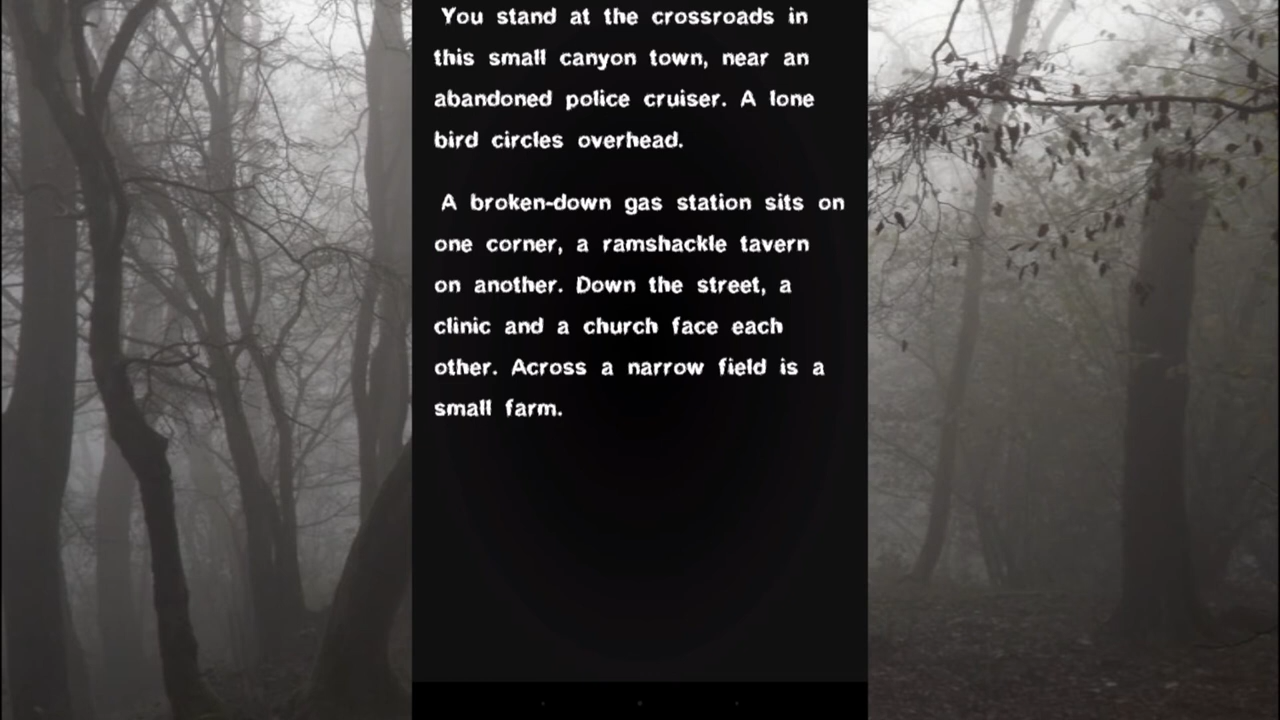 You stand at the crossroads in
this small canyon town, near an
abandoned police cruiser. A lone
bird circles overhead.
A broken-down gas station sits on
one corner, a ramshackle tavern
on another. Down the street, a
clinic and a church face each
other. Across a narrow field is a
small farm.